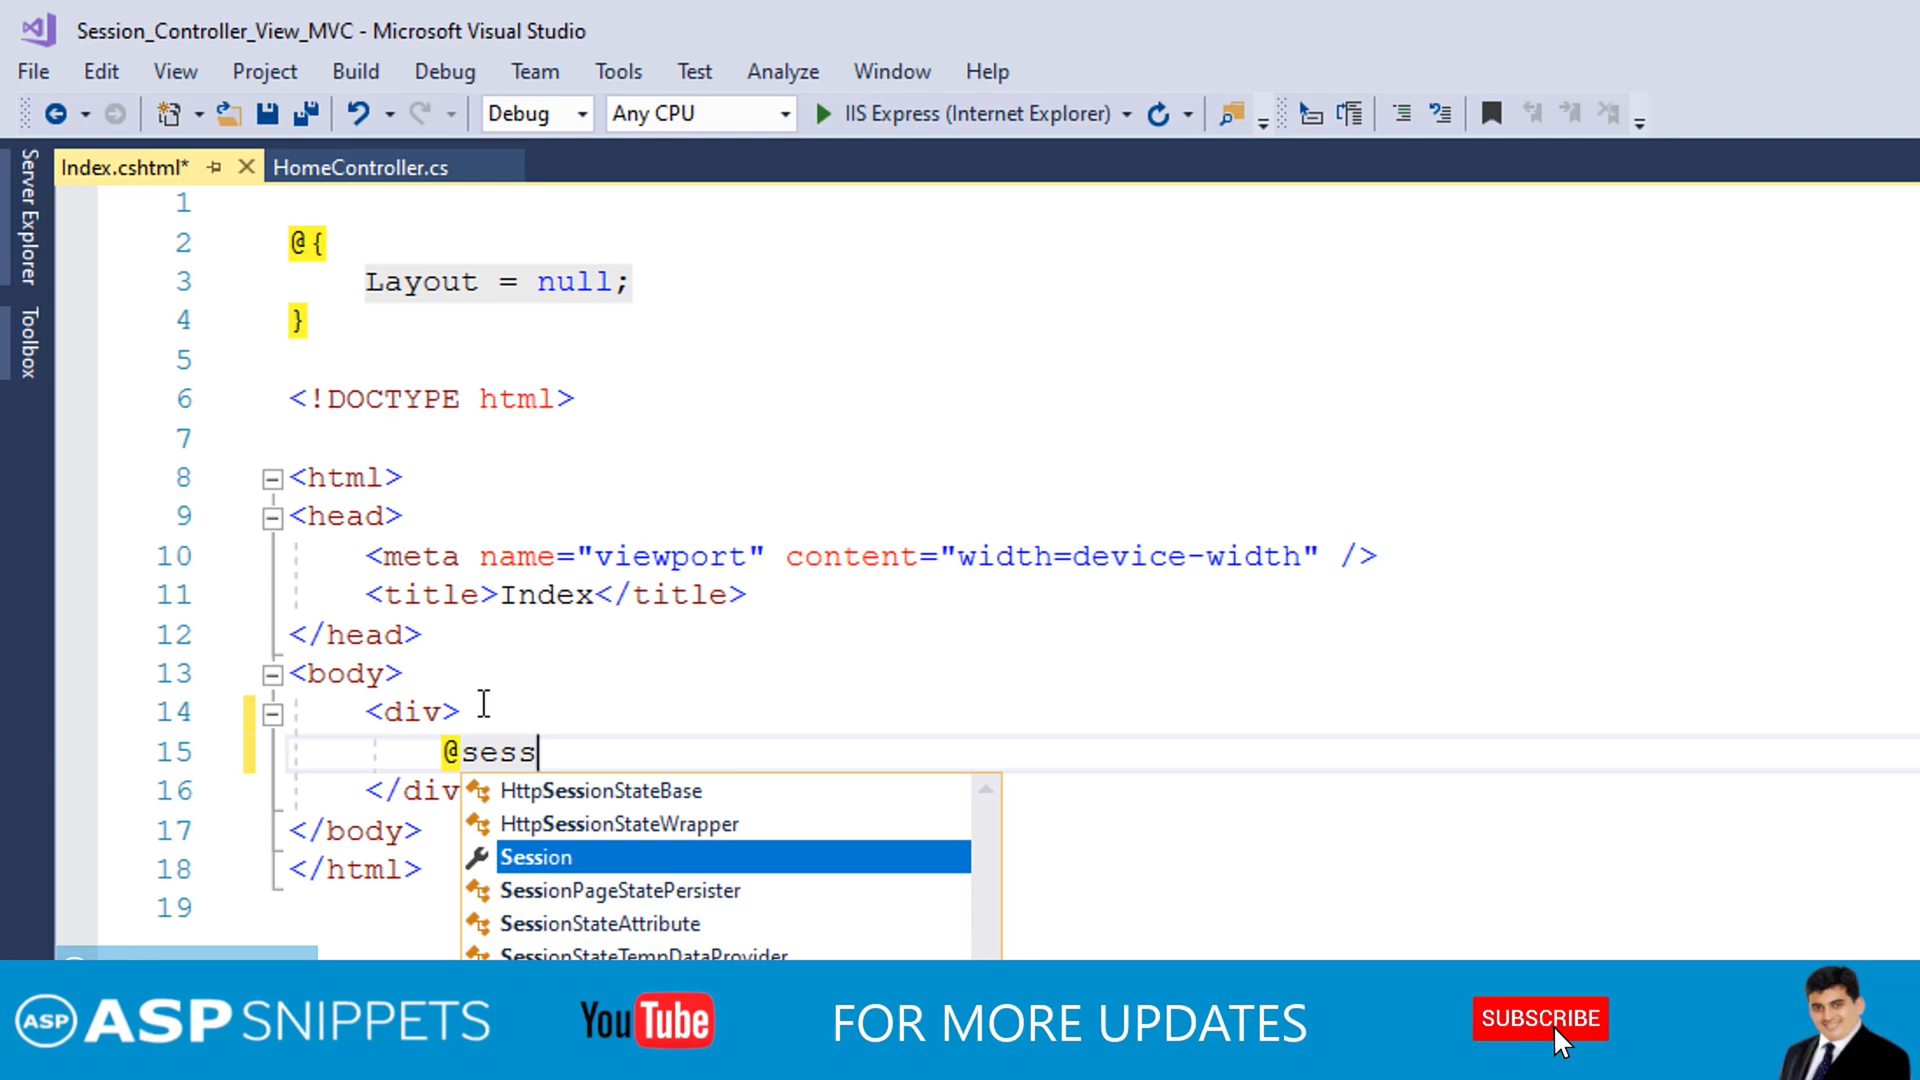 Session_Controller_View_MVC - Microsoft Visual Studio
File Edit View Project Build Debug Team Tools Test Analyze Window Help
Debug Any CPU IIS Express (Internet Explorer)
Server Explorer
Toolbox
Index.cshtml* HomeController.cs
1
2 @{
3 Layout = null;
4 }
5
6 <!DOCTYPE html>
7
8 <html>
9 <head>
10 <meta name="viewport" content="width=device-width" />
11 <title>Index</title>
12 </head>
13 <body>
14 <div>
15 @sess
16 </div
17 </body>
18 </html>
19
HttpSessionStateBase
HttpSessionStateWrapper
Session
SessionPageStatePersister
SessionStateAttribute
SessionStateTempDataProvider
ASP ASPSNIPPETS YouTube FOR MORE UPDATES SUBSCRIBE